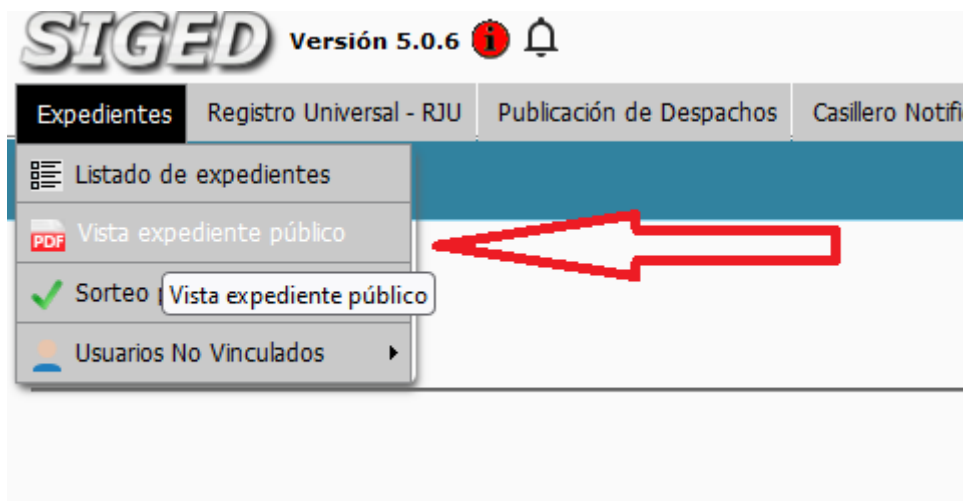 SIGED Versión 5.0.6
Expedientes Registro Universal - RJU Publicación de Despachos Casillero Notifi
Listado de expedientes
PDF Vista expediente público
Sorteo
Vista expediente público
Usuarios No Vinculados